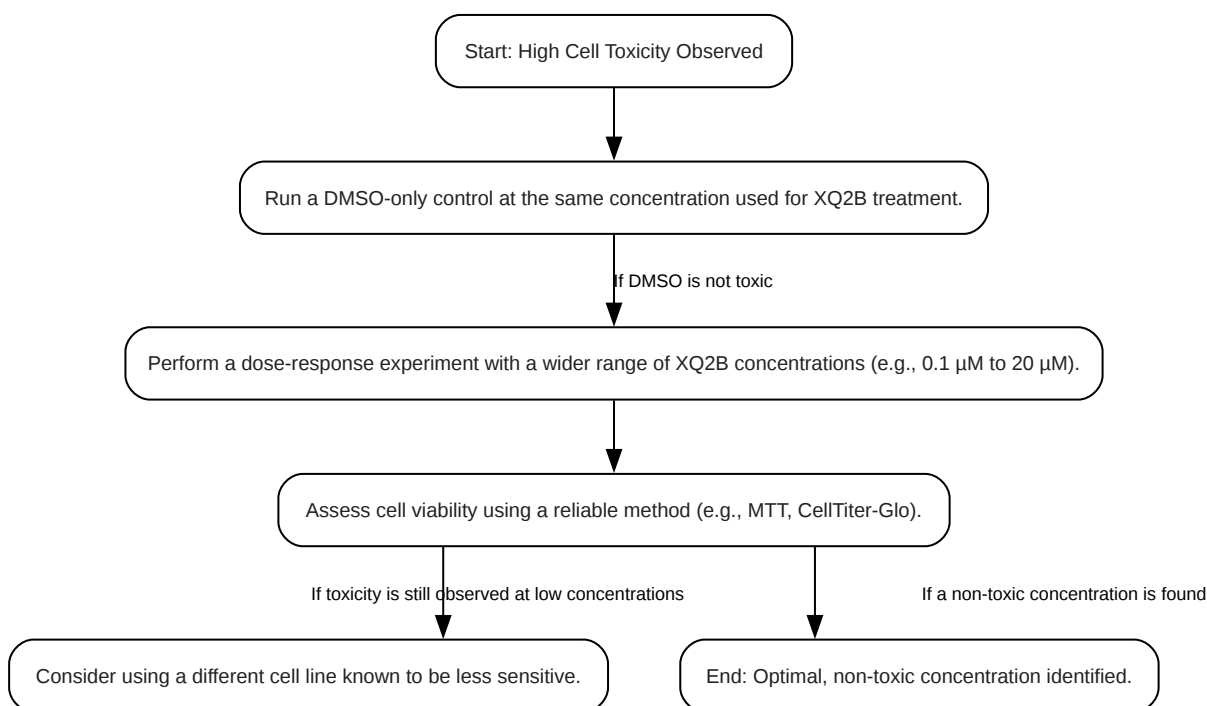 Start: High Cell Toxicity Observed
Run a DMSO-only control at the same concentration used for XQ2B treatment.
If DMSO is not toxic
Perform a dose-response experiment with a wider range of XQ2B concentrations (e.g., 0.1 µM to 20 µM).
Assess cell viability using a reliable method (e.g., MTT, CellTiter-Glo).
If toxicity is still observed at low concentrations
If a non-toxic concentration is found
Consider using a different cell line known to be less sensitive.
End: Optimal, non-toxic concentration identified.